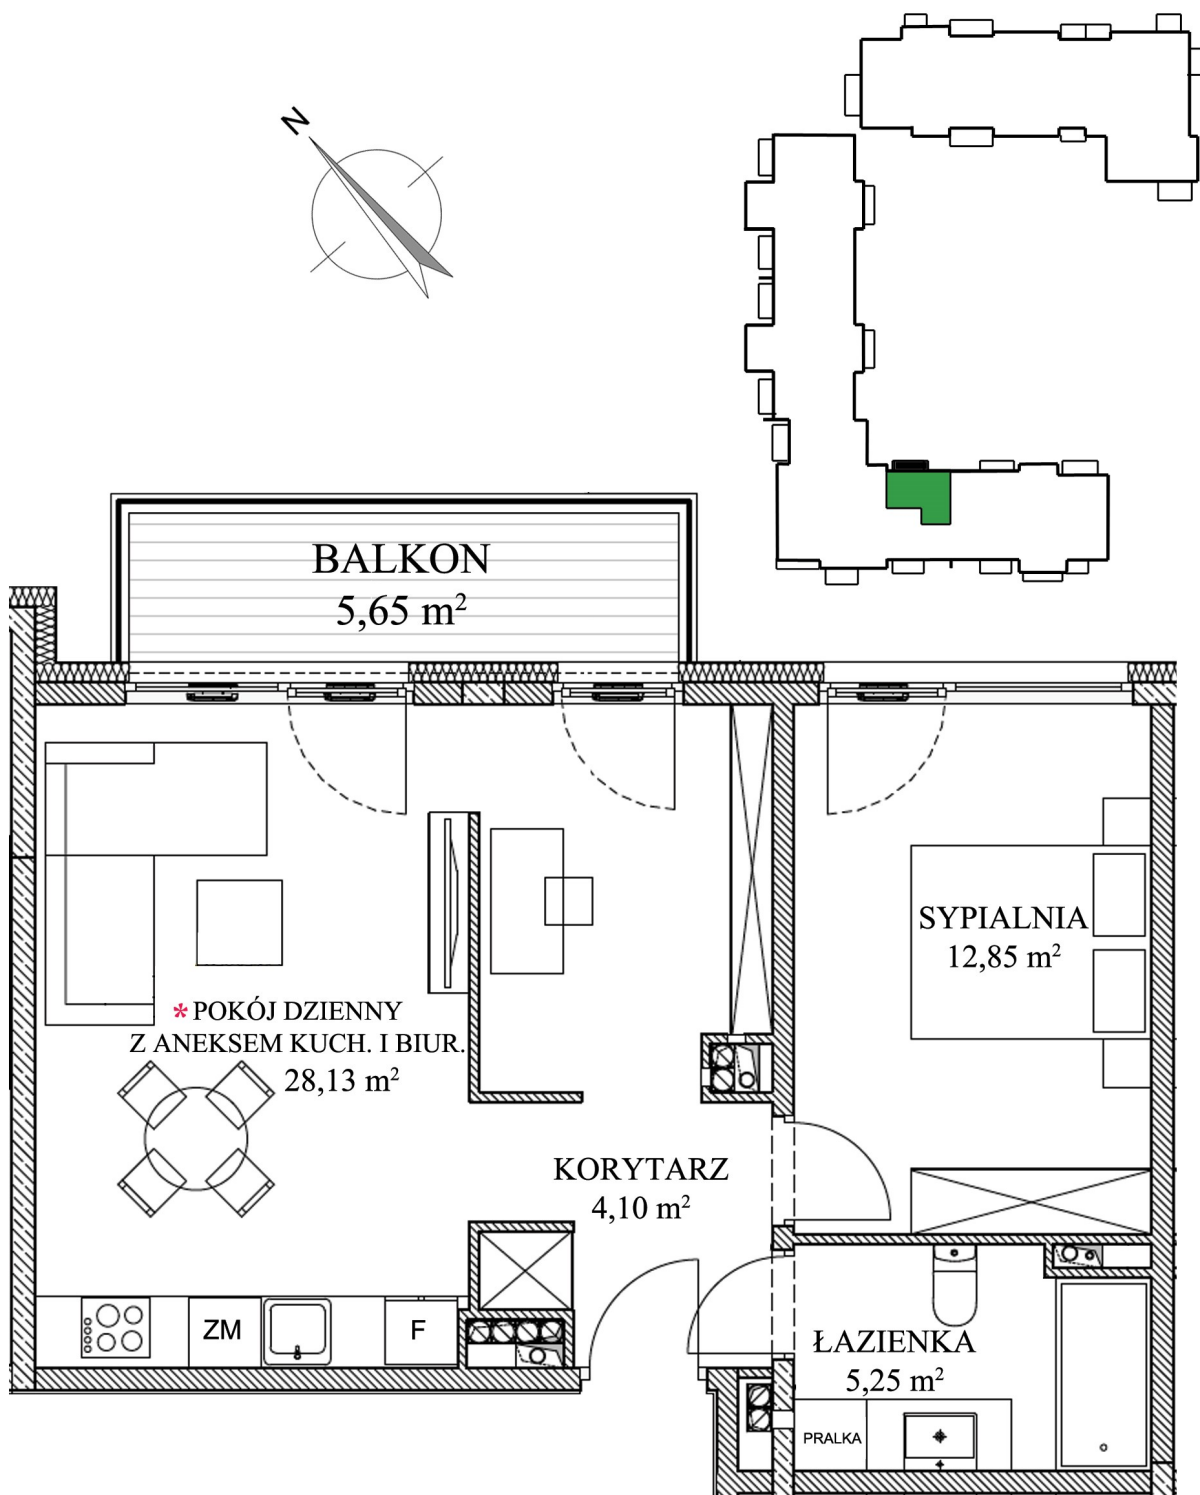 N
BALKON
5,65 m²
SYPIALNIA
12,85 m²
* POKÓJ DZIENNY
Z ANEKSEM KUCH. I BIUR.
28,13 m²
KORYTARZ
4,10 m²
ZM
F
ŁAZIENKA
5,25 m²
PRALKA